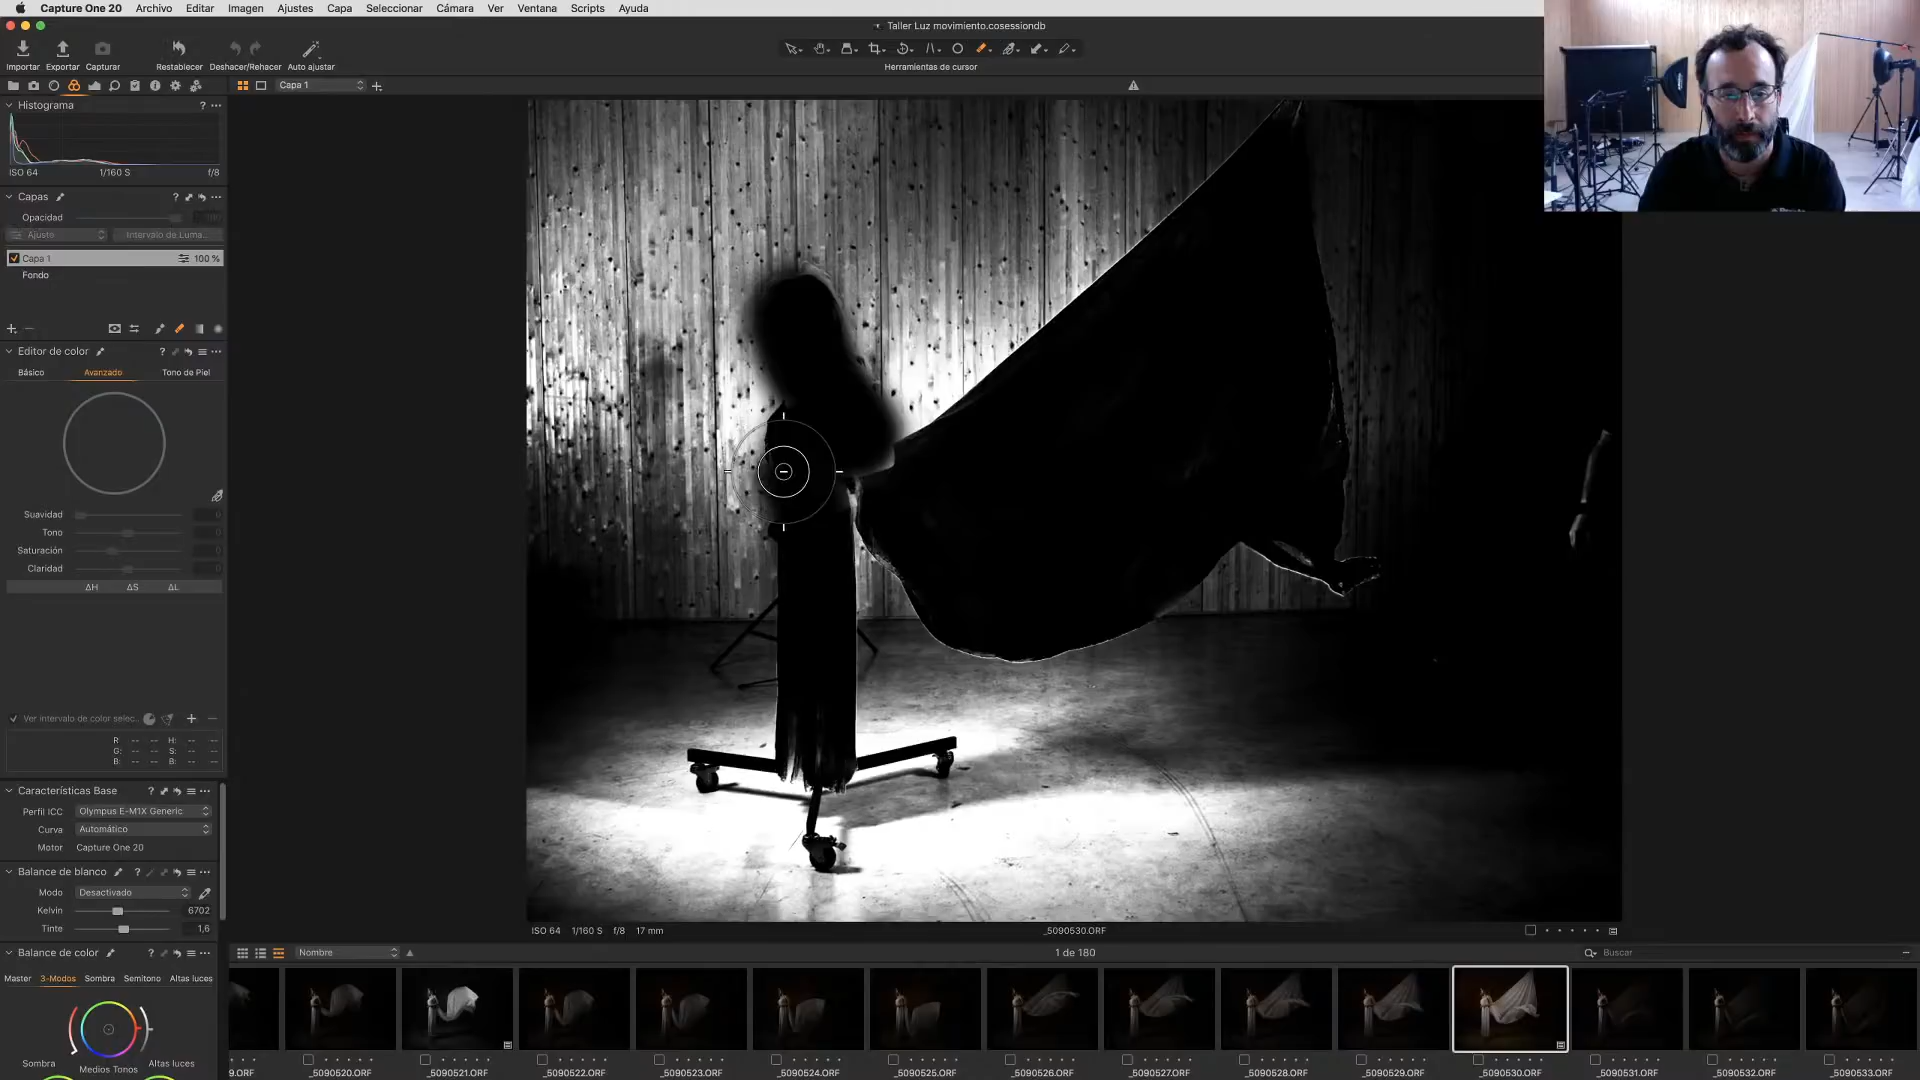 Capture One 20 Archivo Editar Imagen Ajustes Capa Seleccionar Cámara Ver Ventana Scripts Ayuda
Taller Luz movimiento.cosessiondb
Importar Exportar Capturar Restablecer Deshacer/Rehacer Auto ajustar Herramientas de cursor
Capa 1
Histograma
ISO 64 1/160 S f/8
Capas
Opacidad 100
Ajuste Intervalo de Luma...
Capa 1 100 %
Fondo
Editor de color
Básico Avanzado Tono de Piel
Suavidad 0
Tono 0
Saturación 0
Claridad 0
ΔH ΔS ΔL
Ver intervalo de color selec...
R -- -- H: -- --
G: -- -- S: -- --
B: -- -- B: -- --
Características Base
Perfil ICC Olympus E-M1X Generic
Curva Automático
Motor Capture One 20
Balance de blanco
Modo Desactivado
Kelvin 6702
Tinte 1,6
Balance de color
Master 3-Modos Sombra Semitono Altas luces
Sombra Altas luces
Medios Tonos
ISO 64 1/160 S f/8 17 mm _5090530.ORF
Nombre 1 de 180 Buscar
9.ORF _5090520.ORF _5090521.ORF _5090522.ORF _5090523.ORF _5090524.ORF _5090525.ORF _5090526.ORF _5090527.ORF _5090528.ORF _5090529.ORF _5090530.ORF _5090531.ORF _5090532.ORF _5090533.ORF